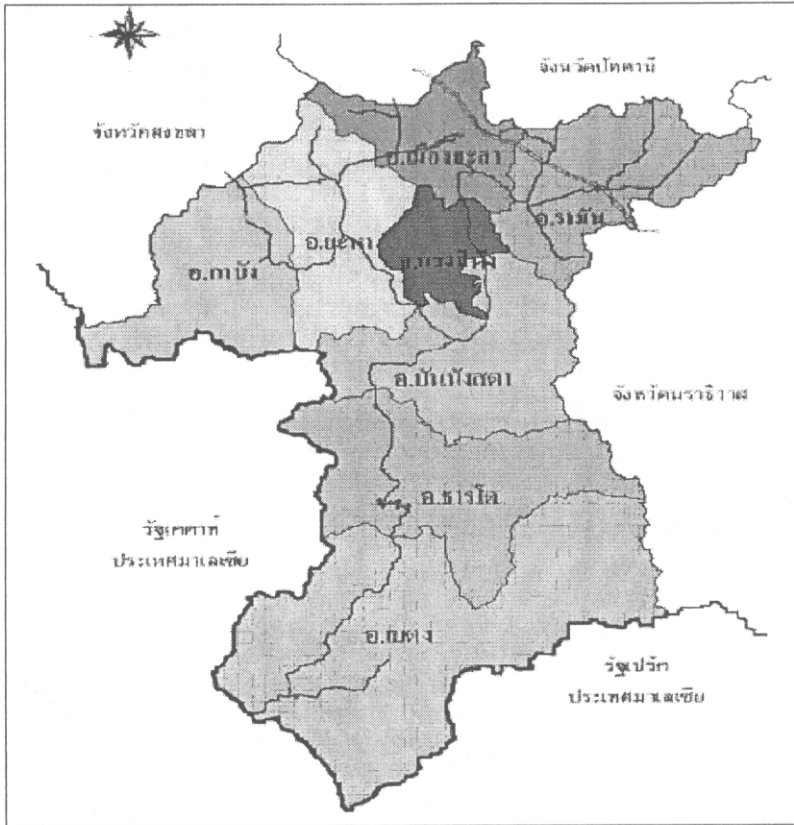 จังหวัดปัตตานี
จังหวัดสงขลา
อ.เมืองยะลา
อ.รามัน
อ.ยะหา
อ.กรงปินัง
อ.กาบัง
อ.บันนังสตา
จังหวัดนราธิวาส
อ.ธารโต
รัฐเคดาห์
ประเทศมาเลเซีย
อ.เบตง
รัฐเปรัก
ประเทศมาเลเซีย